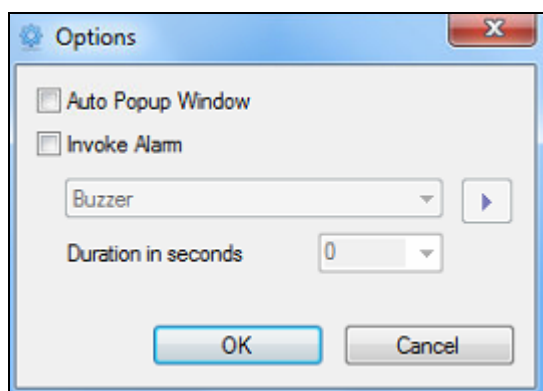 Options
Auto Popup Window
Invoke Alarm
Buzzer
Duration in seconds 0
OK Cancel